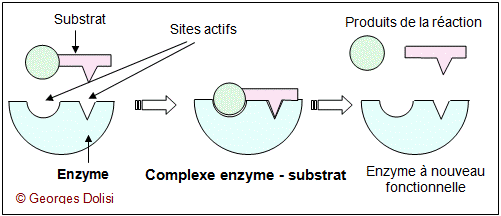 Substrat
Sites actifs
Produits de la réaction
Enzyme
Complexe enzyme - substrat
Enzyme à nouveau
fonctionnelle
© Georges Dolisi